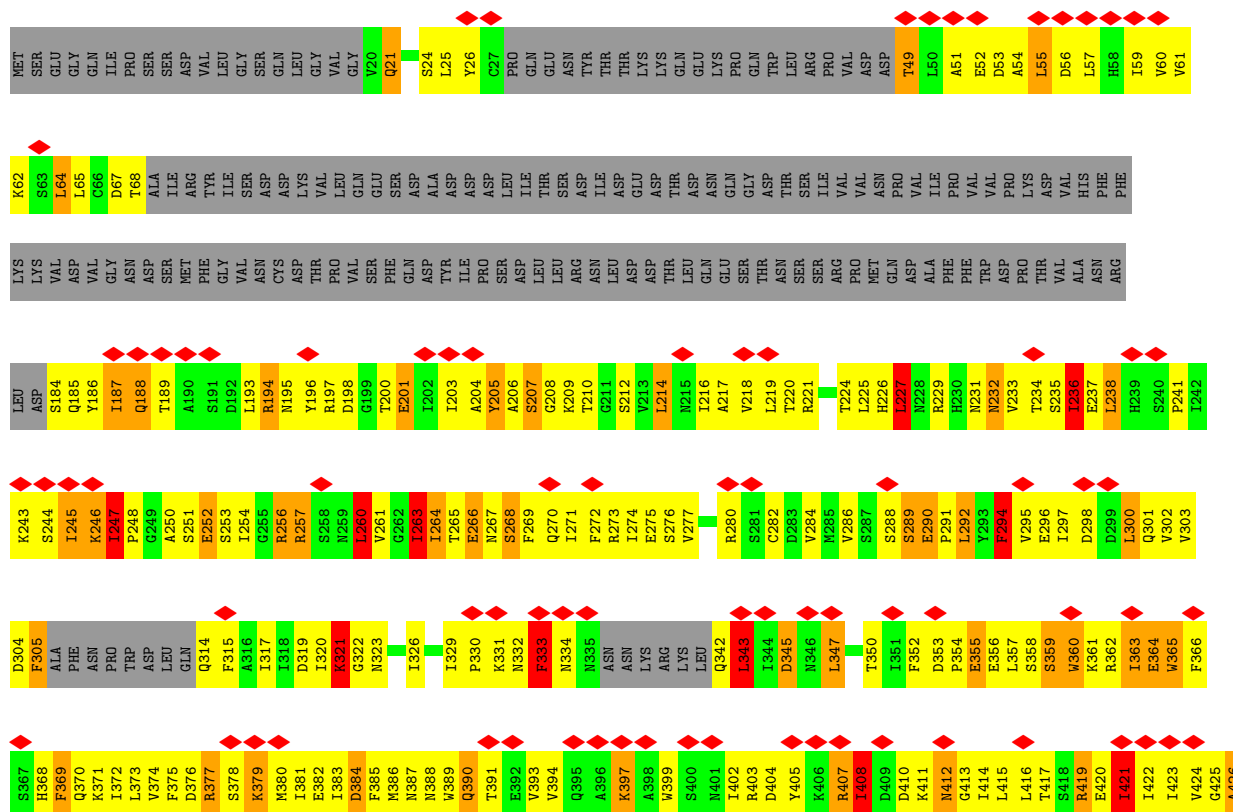 MET SER GLU GLY GLN ILE PRO SER SER ASP VAL LEU GLY SER GLN LEU GLY VAL GLY V20 Q21 S24 L25 Y26 C27 PRO GLN GLU ASN TYR THR THR LYS LYS GLN GLU LYS PRO GLN TRP LEU ARG PRO VAL ASP ASP T49 L50 A51 E52 D53 A54 L55 D56 L57 H58 I59 V60 V61
K62 S63 L64 L65 C66 D67 T68 ALA ILE ARG TYR ILE SER ASP ASP LYS VAL LEU GLN GLU SER ASP ALA ASP ASP ASP LEU ILE THR SER ASP ILE ASP GLU ASP THR ASP ASN GLN GLY ASP THR SER ILE VAL VAL ASN PRO VAL ILE PRO VAL VAL PRO LYS ASP VAL HIS PHE PHE
LYS LYS VAL ASP VAL GLY ASN ASP SER MET PHE GLY VAL ASN CYS ASP THR PRO VAL SER PHE GLN ASP TYR ILE PRO SER ASP LEU LEU ARG ASN LEU ASP ASP THR LEU GLN GLU SER THR ASN SER SER ARG PRO MET GLN ASP ALA PHE PHE TRP ASP PRO THR VAL ALA ASN ARG
LEU ASP S184 Q185 Y186 I187 Q188 T189 A190 S191 D192 L193 R194 N195 Y196 R197 D198 G199 T200 E201 I202 I203 A204 Y205 A206 S207 G208 K209 T210 G211 S212 V213 L214 N215 I216 A217 V218 L219 T220 R221 T224 L225 H226 L227 N228 R229 H230 N231 N232 V233 T234 S235 I236 E237 L238 H239 S240 P241 I242
K243 S244 I245 K246 I247 P248 G249 A250 S251 E252 S253 I254 G255 R256 R257 S258 N259 L260 V261 G262 I263 I264 T265 E266 N267 S268 F269 Q270 I271 F272 R273 I274 E275 S276 V277 R280 S281 C282 D283 V284 M285 V286 S287 S288 S289 E290 P291 L292 Y293 F294 V295 E296 I297 D298 D299 L300 Q301 V302 V303
D304 F305 ALA PHE ASN PRO TRP ASP LEU GLN Q314 F315 A316 I317 I318 D319 I320 K321 G322 N323 I326 I329 P330 K331 N332 F333 N334 N335 ASN ASN LYS ARG LYS LEU Q342 L343 I344 D345 N346 L347 T350 I351 F352 D353 P354 E355 E356 L357 S358 S359 W360 K361 R362 I363 E364 W365 F366
S367 H368 F369 Q370 K371 I372 L373 V374 F375 D376 R377 S378 K379 M380 I381 E382 I383 D384 F385 M386 N387 N388 W389 Q390 T391 E392 V393 V394 Q395 A396 K397 A398 W399 S400 N401 I402 R403 D404 Y405 K406 R407 I408 D409 D410 K411 N412 G413 I414 L415 L416 T417 S418 R419 E420 I421 I422 I423 V424 G425